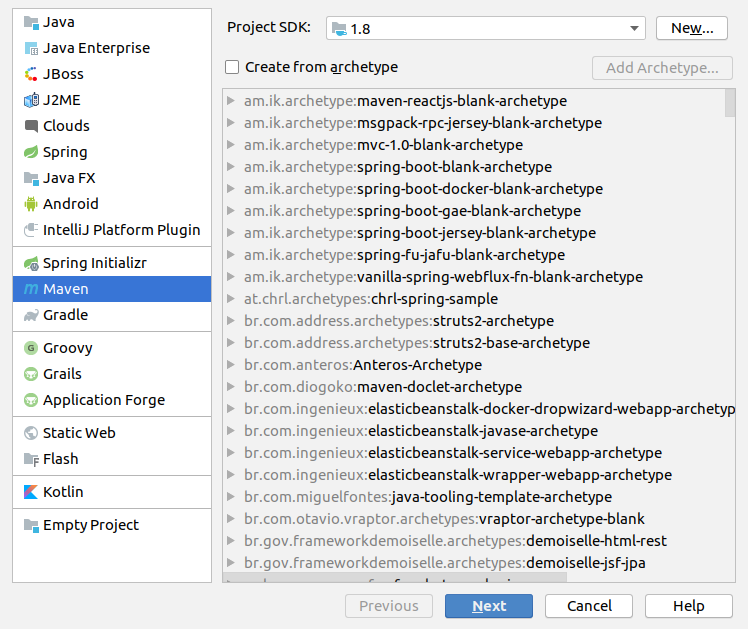 Java
Java Enterprise
JBoss
J2ME
Clouds
Spring
Java FX
Android
IntelliJ Platform Plugin
Spring Initializr
Maven
Gradle
Groovy
Grails
Application Forge
Static Web
Flash
Kotlin
Empty Project
Project SDK: 1.8 New...
Create from archetype Add Archetype...
am.ik.archetype:maven-reactjs-blank-archetype
am.ik.archetype:msgpack-rpc-jersey-blank-archetype
am.ik.archetype:mvc-1.0-blank-archetype
am.ik.archetype:spring-boot-blank-archetype
am.ik.archetype:spring-boot-docker-blank-archetype
am.ik.archetype:spring-boot-gae-blank-archetype
am.ik.archetype:spring-boot-jersey-blank-archetype
am.ik.archetype:spring-fu-jafu-blank-archetype
am.ik.archetype:vanilla-spring-webflux-fn-blank-archetype
at.chrl.archetypes:chrl-spring-sample
br.com.address.archetypes:struts2-archetype
br.com.address.archetypes:struts2-base-archetype
br.com.anteros:Anteros-Archetype
br.com.diogoko:maven-doclet-archetype
br.com.ingenieux:elasticbeanstalk-docker-dropwizard-webapp-archetyp
br.com.ingenieux:elasticbeanstalk-javase-archetype
br.com.ingenieux:elasticbeanstalk-service-webapp-archetype
br.com.ingenieux:elasticbeanstalk-wrapper-webapp-archetype
br.com.miguelfontes:java-tooling-template-archetype
br.com.otavio.vraptor.archetypes:vraptor-archetype-blank
br.gov.frameworkdemoiselle.archetypes:demoiselle-html-rest
br.gov.frameworkdemoiselle.archetypes:demoiselle-jsf-jpa
Previous Next Cancel Help